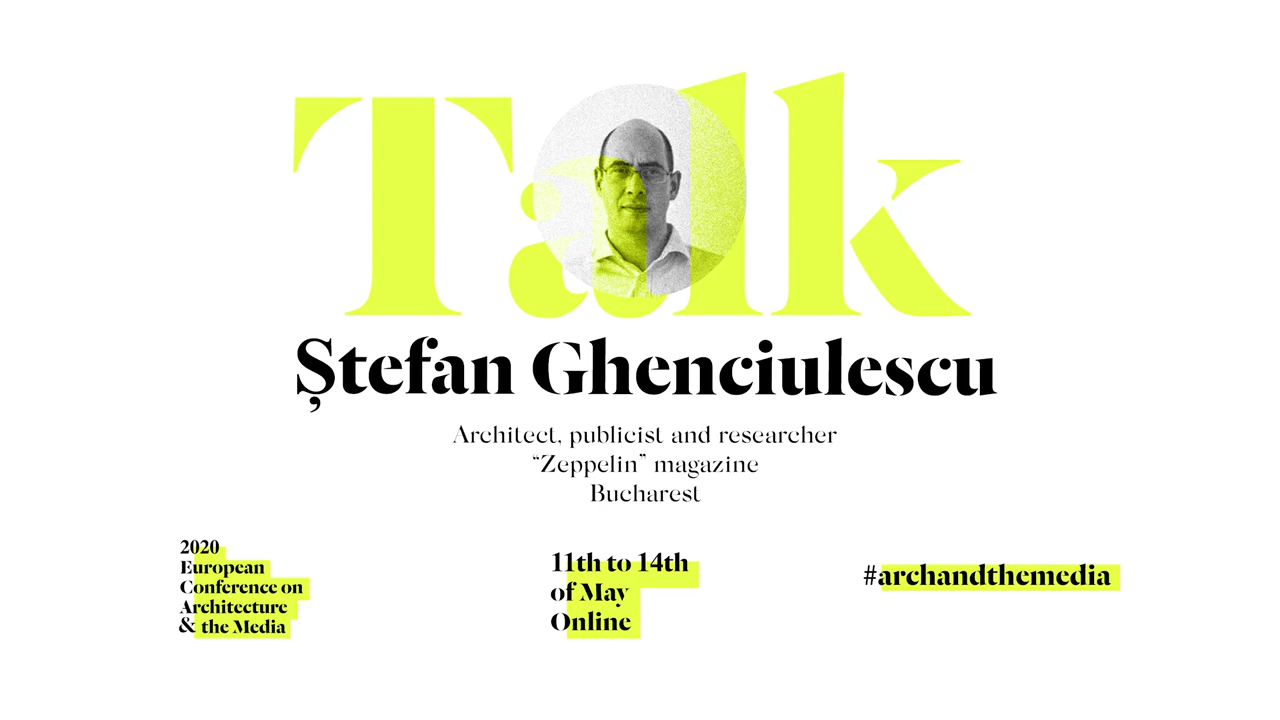 Talk
Ștefan Ghenciulescu
Architect, publicist and researcher
“Zeppelin” magazine
Bucharest
2020
European
Conference on
Architecture
& the Media
11th to 14th
of May
Online
#archandthemedia